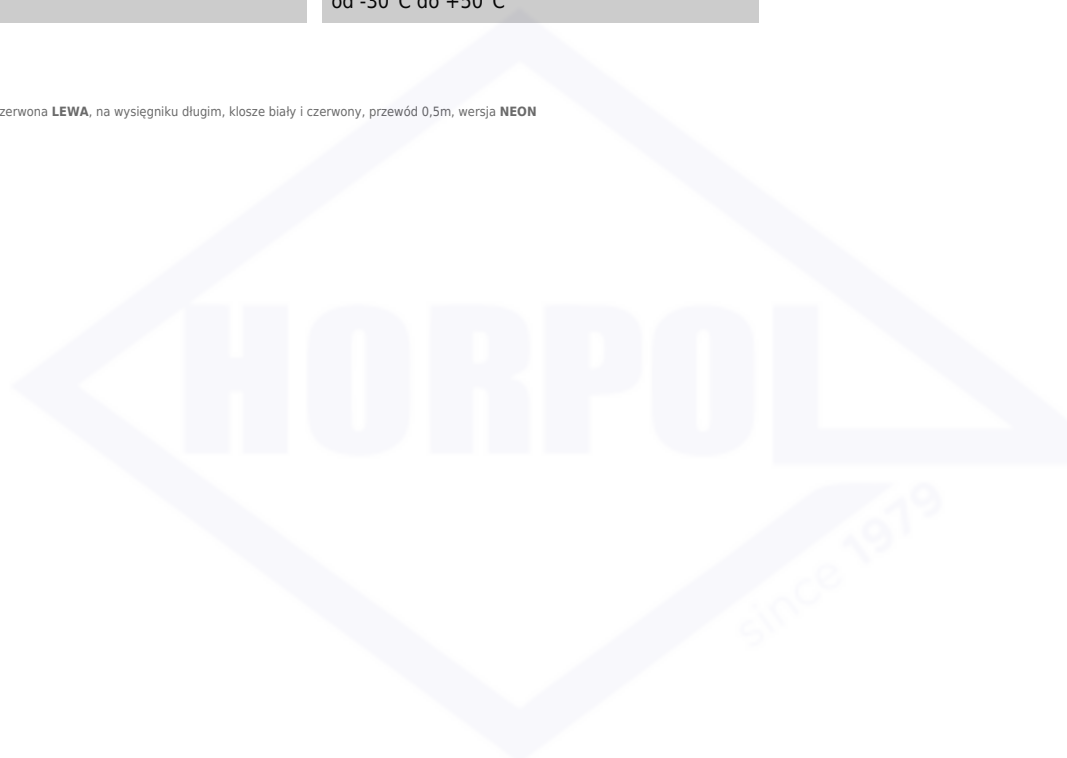 od -30°C do +50°C
zerwona LEWA, na wysięgniku długim, klosze biały i czerwony, przewód 0,5m, wersja NEON
HORPOL
since 1979